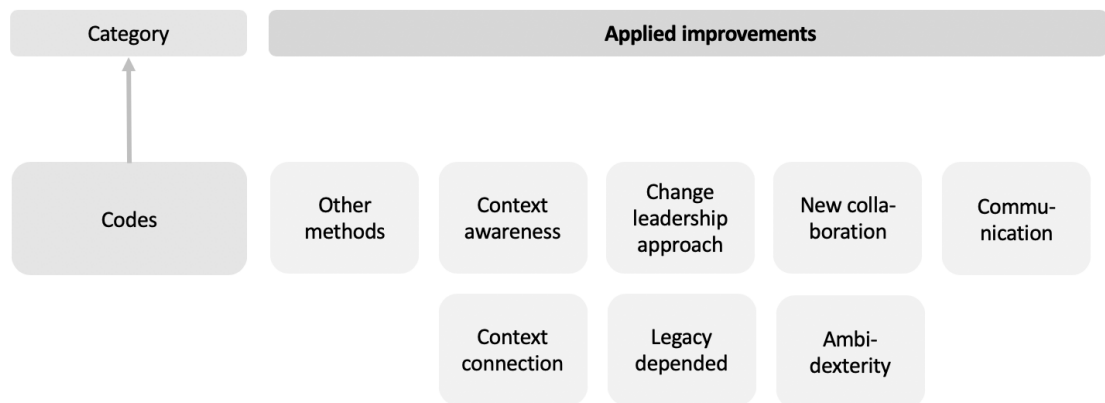 Category
Applied improvements
Codes
Other
methods
Context
awareness
Change
leadership
approach
New colla-
boration
Commu-
nication
Context
connection
Legacy
depended
Ambi-
dexterity